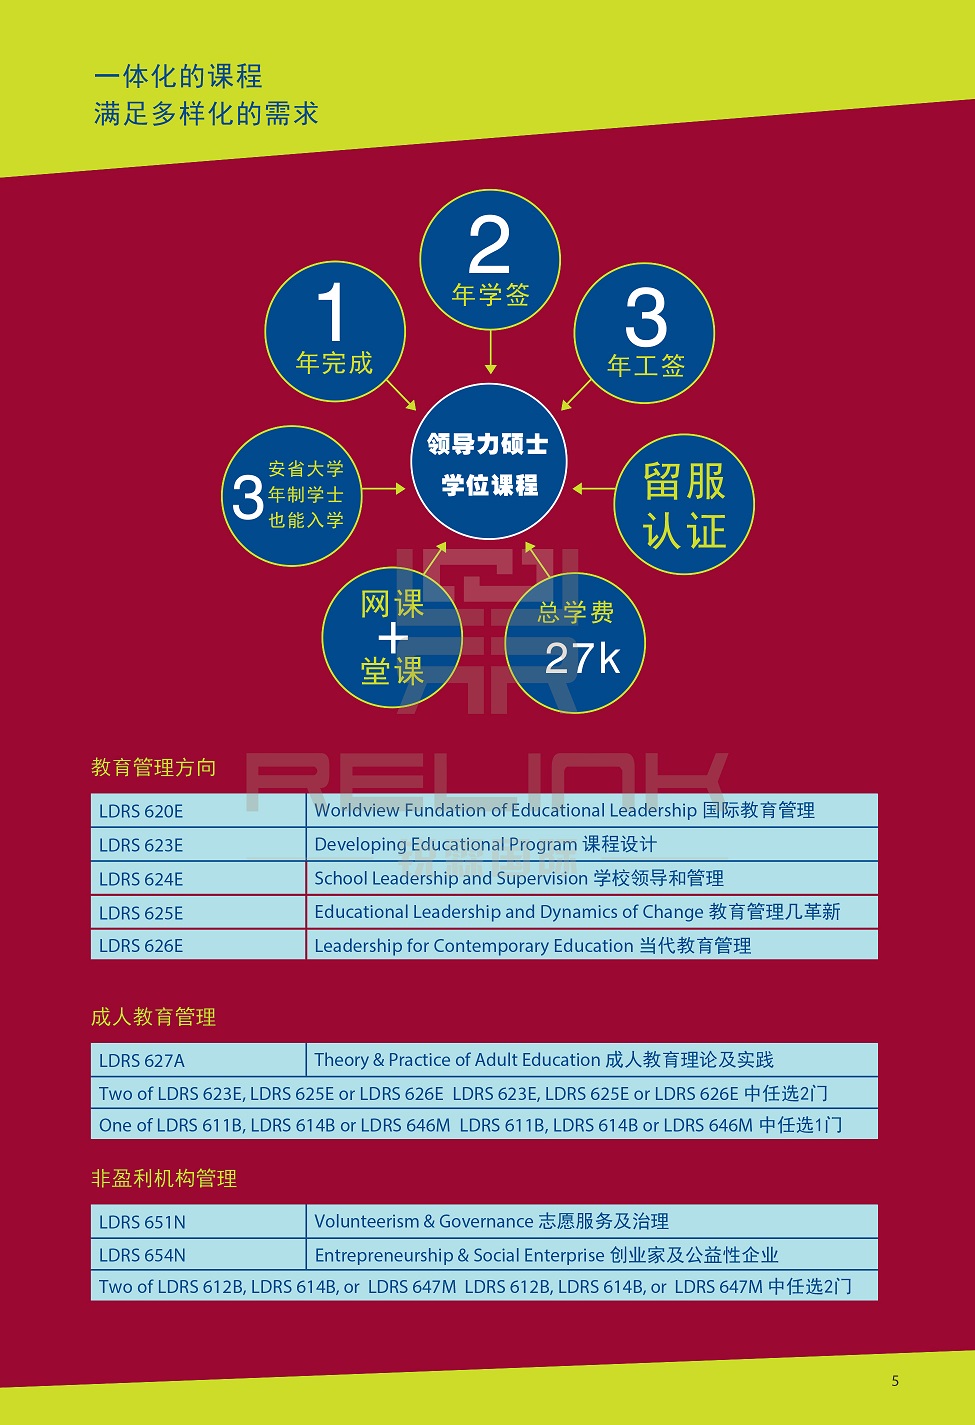 一体化的课程
满足多样化的需求
2
年学签
1
年完成
3
年工签
领导力硕士
学位课程
安省大学
3年制学士
也能入学
留服
认证
网课
+
堂课
总学费
27k
RELINK
教育管理方向
LDRS 620E Worldview Fundation of Educational Leadership 国际教育管理
LDRS 623E Developing Educational Program 课程设计
LDRS 624E School Leadership and Supervision 学校领导和管理
LDRS 625E Educational Leadership and Dynamics of Change 教育管理几革新
LDRS 626E Leadership for Contemporary Education 当代教育管理
成人教育管理
LDRS 627A Theory & Practice of Adult Education 成人教育理论及实践
Two of LDRS 623E, LDRS 625E or LDRS 626E LDRS 623E, LDRS 625E or LDRS 626E 中任选2门
One of LDRS 611B, LDRS 614B or LDRS 646M LDRS 611B, LDRS 614B or LDRS 646M 中任选1门
非盈利机构管理
LDRS 651N Volunteerism & Governance 志愿服务及治理
LDRS 654N Entrepreneurship & Social Enterprise 创业家及公益性企业
Two of LDRS 612B, LDRS 614B, or LDRS 647M LDRS 612B, LDRS 614B, or LDRS 647M 中任选2门
5